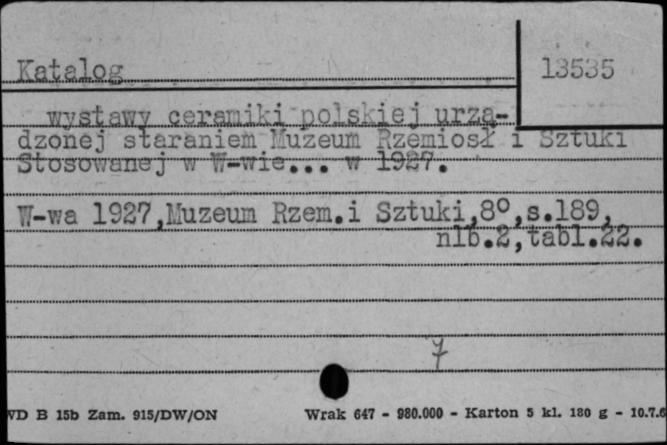 Katalog
13535
wystawy ceramiki polskiej urzą-
dzonej staraniem Muzeum Rzemiosł i Sztuki
Stosowanej w W-wie... w 1927.
W-wa 1927,Muzeum Rzem.i Sztuki,8°,s.189,
nlb.2,tabl.22.
7
VD B 15b Zam. 915/DW/ON
Wrak 647 - 980.000 - Karton 5 kl. 180 g - 10.7.6